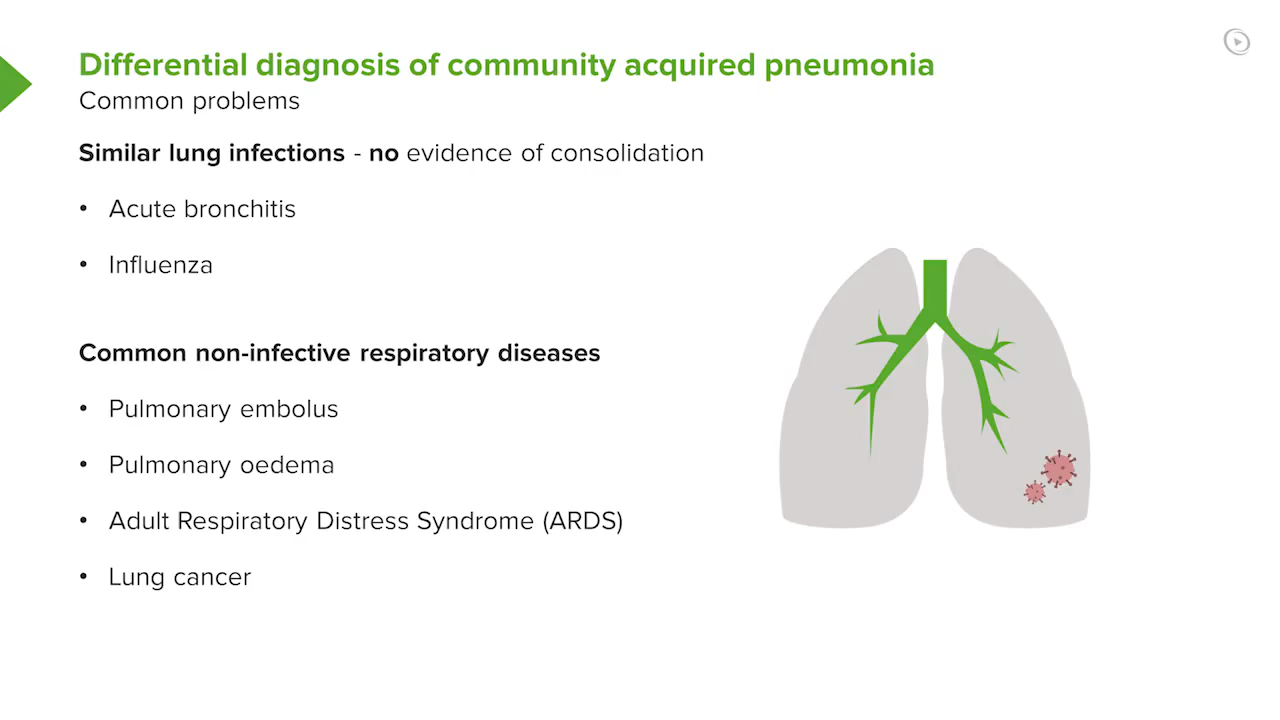 Differential diagnosis of community acquired pneumonia
Common problems
Similar lung infections - no evidence of consolidation
• Acute bronchitis
• Influenza
Common non-infective respiratory diseases
• Pulmonary embolus
• Pulmonary oedema
• Adult Respiratory Distress Syndrome (ARDS)
• Lung cancer